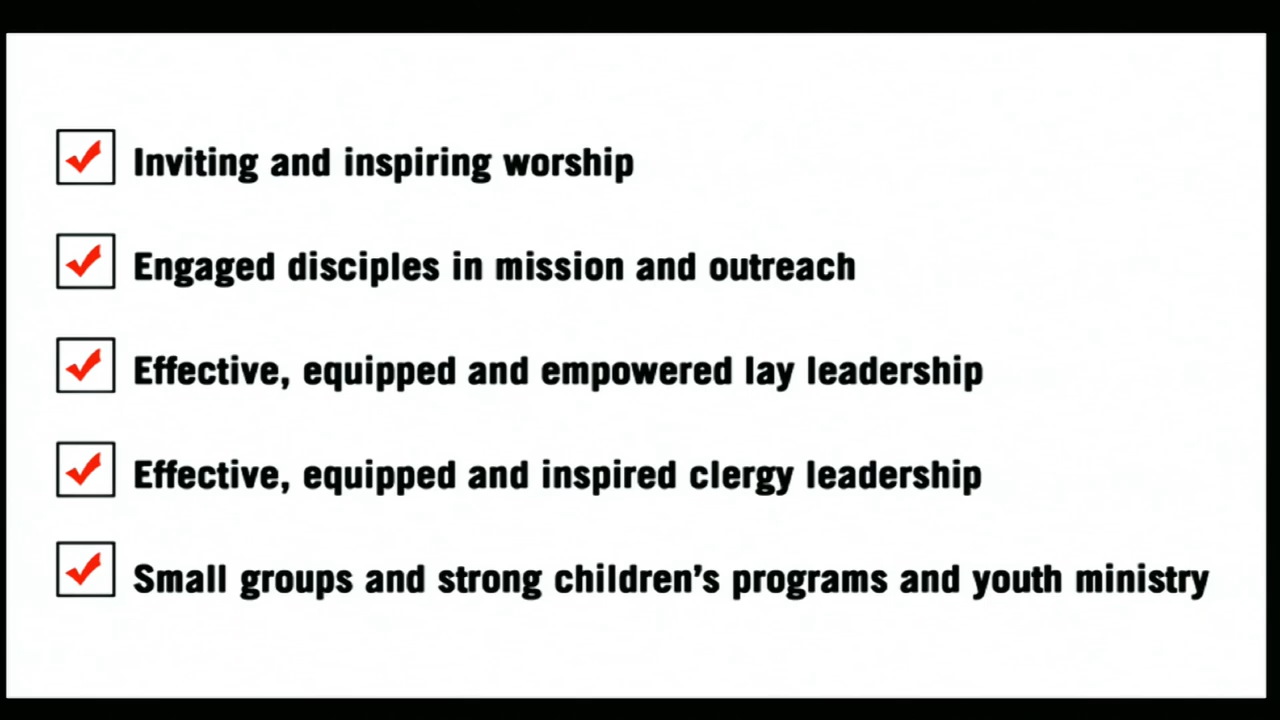 Inviting and inspiring worship
Engaged disciples in mission and outreach
Effective, equipped and empowered lay leadership
Effective, equipped and inspired clergy leadership
Small groups and strong children’s programs and youth ministry